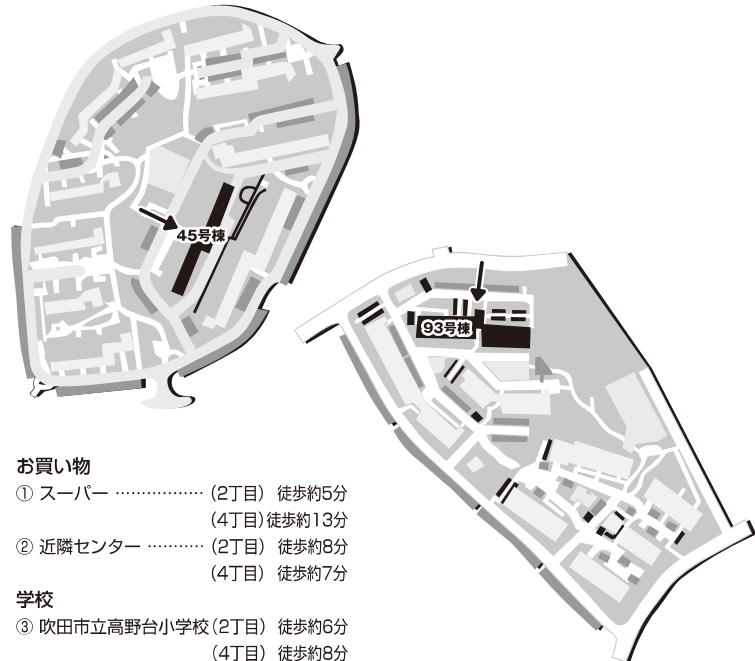 45号棟
93号棟
お買い物
① スーパー ................. (2丁目) 徒歩約5分
(4丁目)徒歩約13分
② 近隣センター ........... (2丁目) 徒歩約8分
(4丁目) 徒歩約7分
学校
③ 吹田市立高野台小学校(2丁目) 徒歩約6分
(4丁目) 徒歩約8分